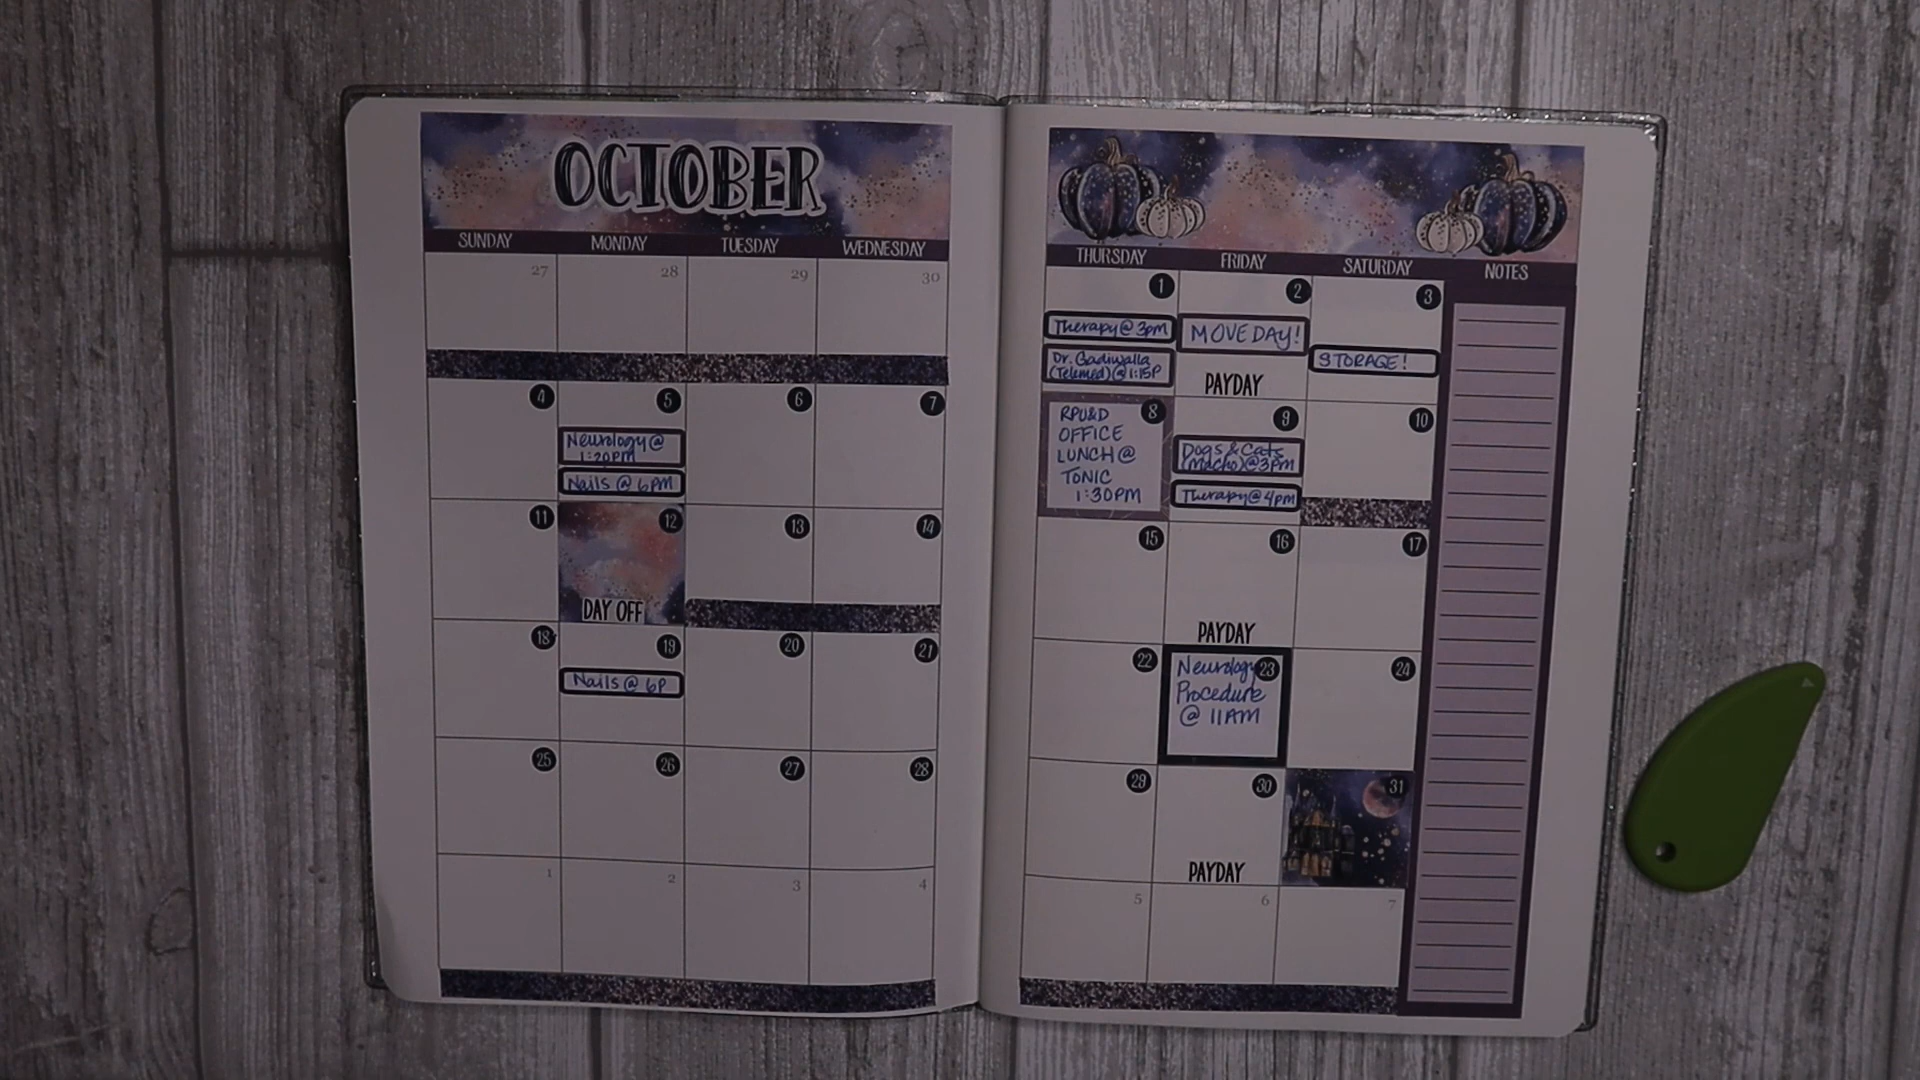 OCTOBER
SUNDAY MONDAY TUESDAY WEDNESDAY THURSDAY FRIDAY SATURDAY NOTES
27 28 29 30 1 2 3
Therapy @ 3pm
Dr. Gadiwalla
(Telemed) @ 1:15P
MOVE DAY!
PAYDAY
STORAGE!
4 5 6 7 8 9 10
Neurology @
1:20PM
Nails @ 6PM
RPU&D
OFFICE
LUNCH @
TONIC
1:30PM
Dogs & Cats
(Macho) @ 3pm
Therapy @ 4pm
11 12 13 14 15 16 17
DAY OFF
PAYDAY
18 19 20 21 22 23 24
Nails @ 6P
Neurology
Procedure
@ 11AM
25 26 27 28 29 30 31
PAYDAY
1 2 3 4 5 6 7